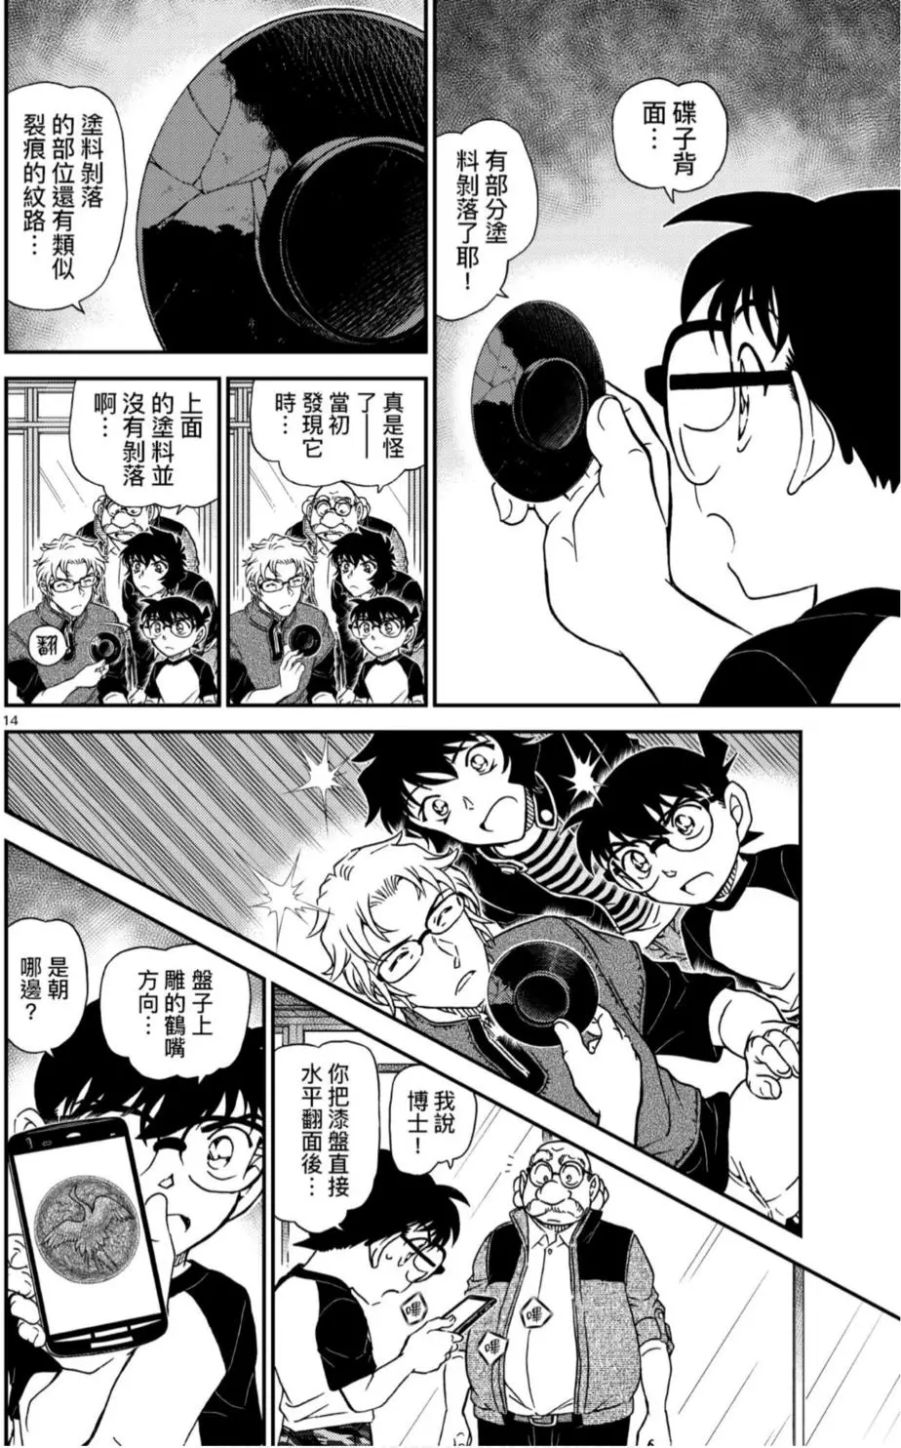 碟子背
面…
有部分塗
料剝落了耶！
塗料剝落
的部位還有類似
裂痕的紋路…
真是怪
了──
當初
發現它
時…
上面
的塗料並
沒有剝落
啊…
翻
14
我說
博士！
你把漆盤直接
水平翻面後…
嗶
嗶
盤子上
雕的鶴嘴
方向…
是朝
哪邊？